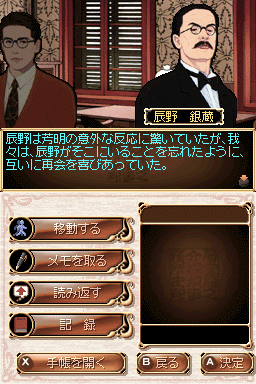 辰野　銀蔵
辰野は芳明の意外な反応に驚いていたが、我
々は、辰野がそこにいることを忘れたように、
互いに再会を喜びあっていた。
移動する
メモを取る
読み返す
記　録
X 手帳を開く
B 戻る
A 決定